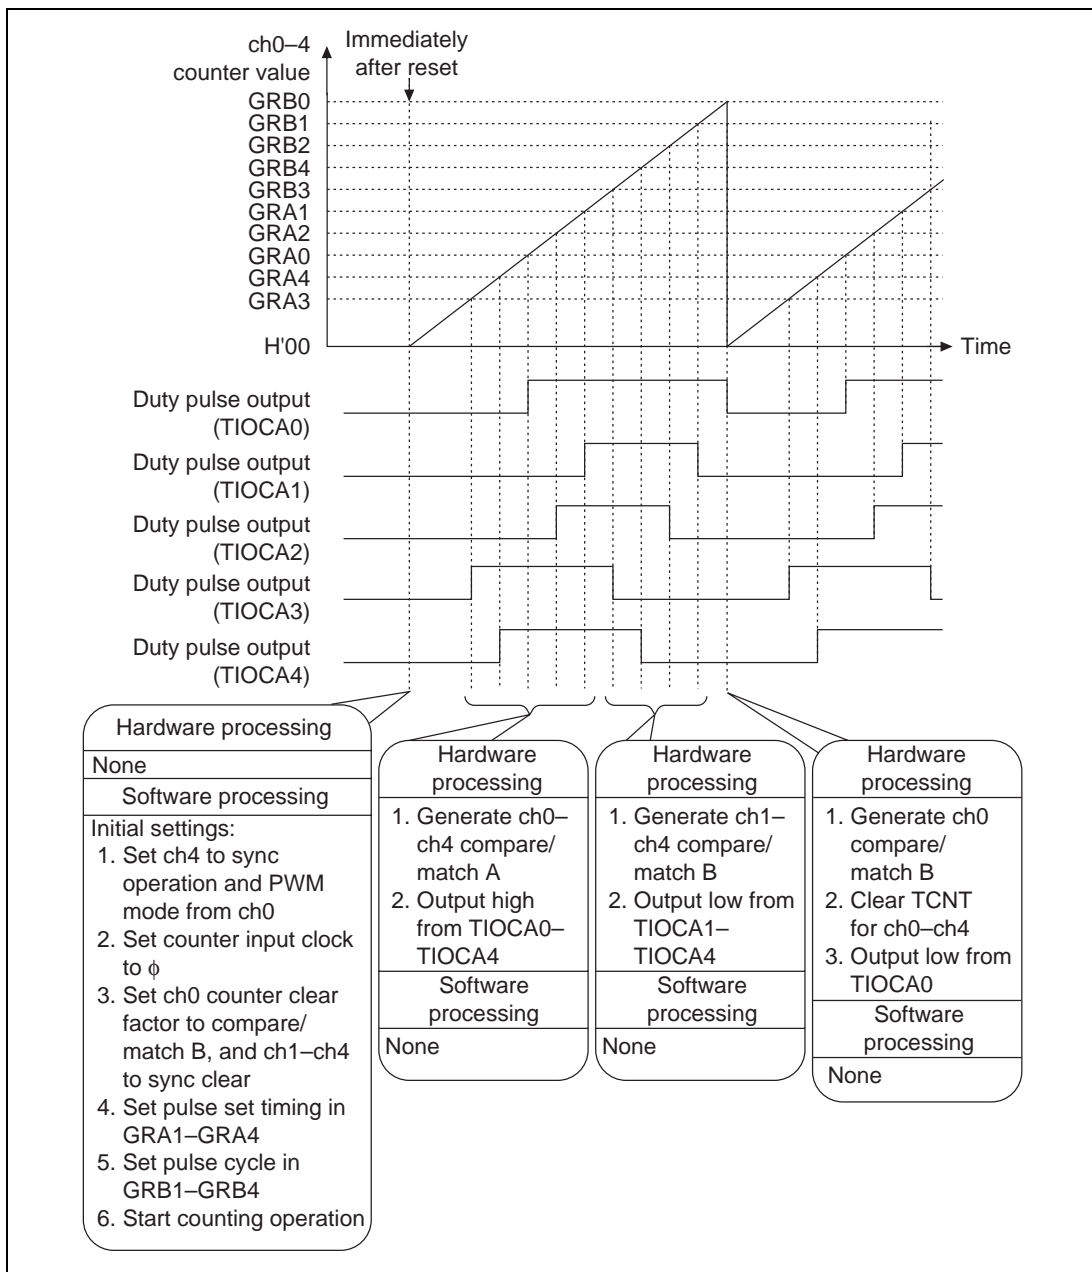 ch0–4
counter value
Immediately
after reset
GRB0
GRB1
GRB2
GRB4
GRB3
GRA1
GRA2
GRA0
GRA4
GRA3
H'00
Time
Duty pulse output
(TIOCA0)
Duty pulse output
(TIOCA1)
Duty pulse output
(TIOCA2)
Duty pulse output
(TIOCA3)
Duty pulse output
(TIOCA4)
Hardware processing
None
Software processing
Initial settings:
1. Set ch4 to sync
operation and PWM
mode from ch0
2. Set counter input clock
to ϕ
3. Set ch0 counter clear
factor to compare/
match B, and ch1–ch4
to sync clear
4. Set pulse set timing in
GRA1–GRA4
5. Set pulse cycle in
GRB1–GRB4
6. Start counting operation
Hardware
processing
1. Generate ch0–
ch4 compare/
match A
2. Output high
from TIOCA0–
TIOCA4
Software
processing
None
Hardware
processing
1. Generate ch1–
ch4 compare/
match B
2. Output low from
TIOCA1–
TIOCA4
Software
processing
None
Hardware
processing
1. Generate ch0
compare/
match B
2. Clear TCNT
for ch0–ch4
3. Output low from
TIOCA0
Software
processing
None